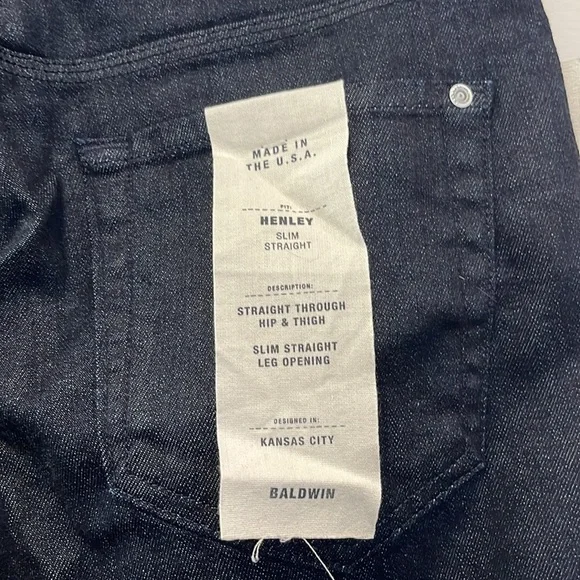 MADE IN
THE U.S.A.
FIT:
HENLEY
SLIM
STRAIGHT
DESCRIPTION:
STRAIGHT THROUGH
HIP & THIGH
SLIM STRAIGHT
LEG OPENING
DESIGNED IN:
KANSAS CITY
BALDWIN